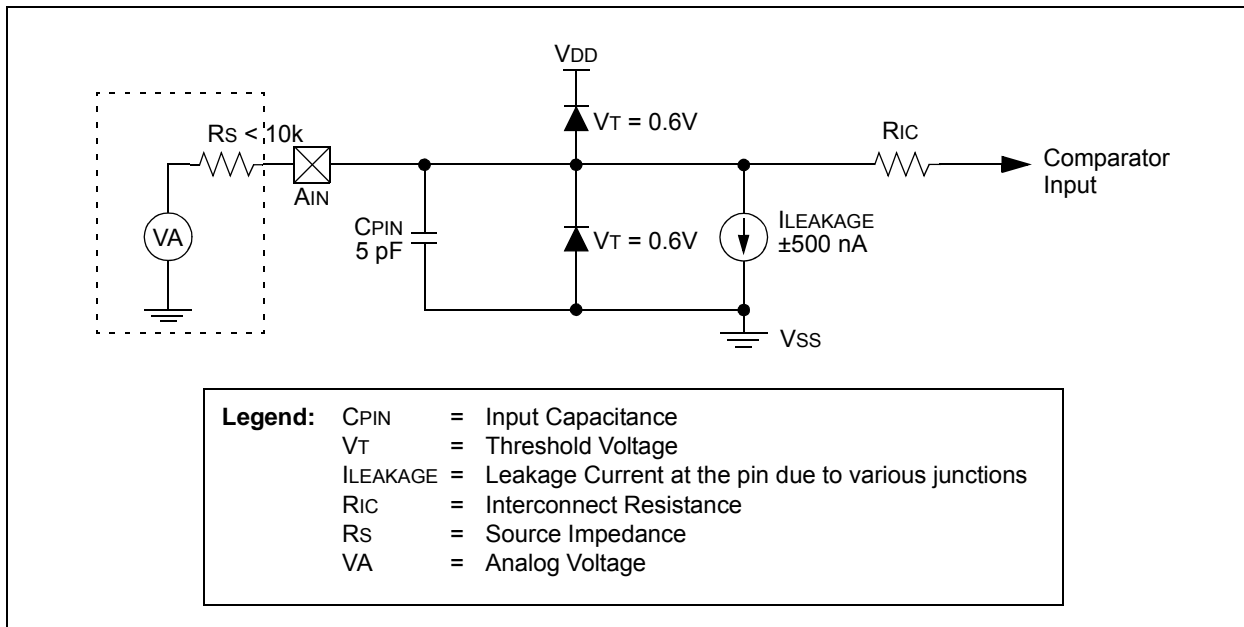 VDD
VT = 0.6V
RS < 10k
RIC
AIN
Comparator
Input
VA
CPIN
5 pF
VT = 0.6V
ILEAKAGE
±500 nA
VSS
Legend: CPIN = Input Capacitance
VT = Threshold Voltage
ILEAKAGE = Leakage Current at the pin due to various junctions
RIC = Interconnect Resistance
RS = Source Impedance
VA = Analog Voltage